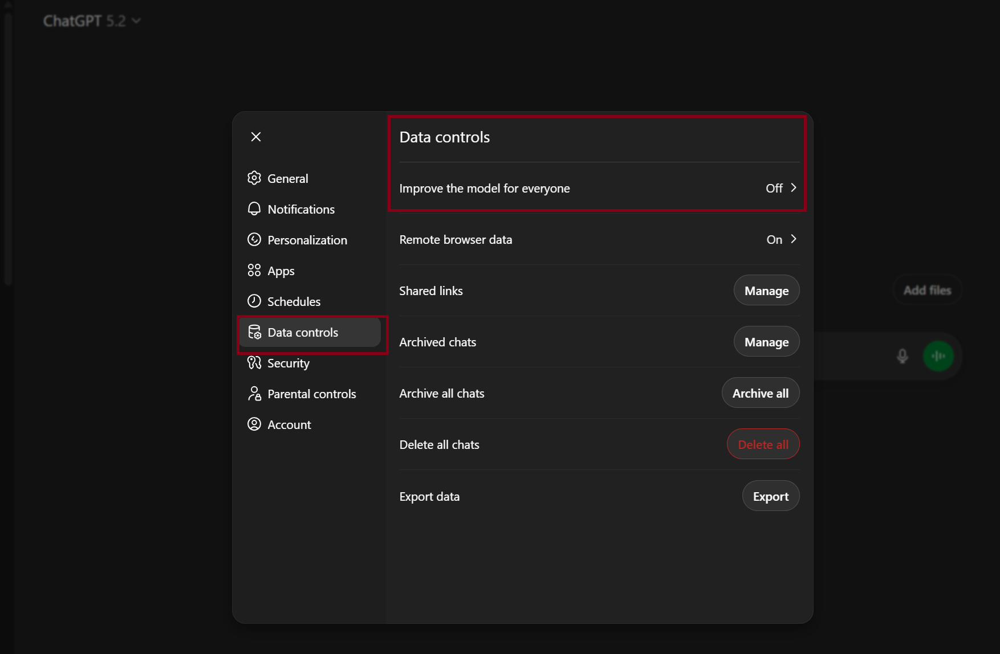 ChatGPT 5.2
General
Notifications
Personalization
Apps
Schedules
Data controls
Security
Parental controls
Account
Data controls
Improve the model for everyone Off
Remote browser data On
Shared links Manage
Archived chats Manage
Archive all chats Archive all
Delete all chats Delete all
Export data Export
Add files